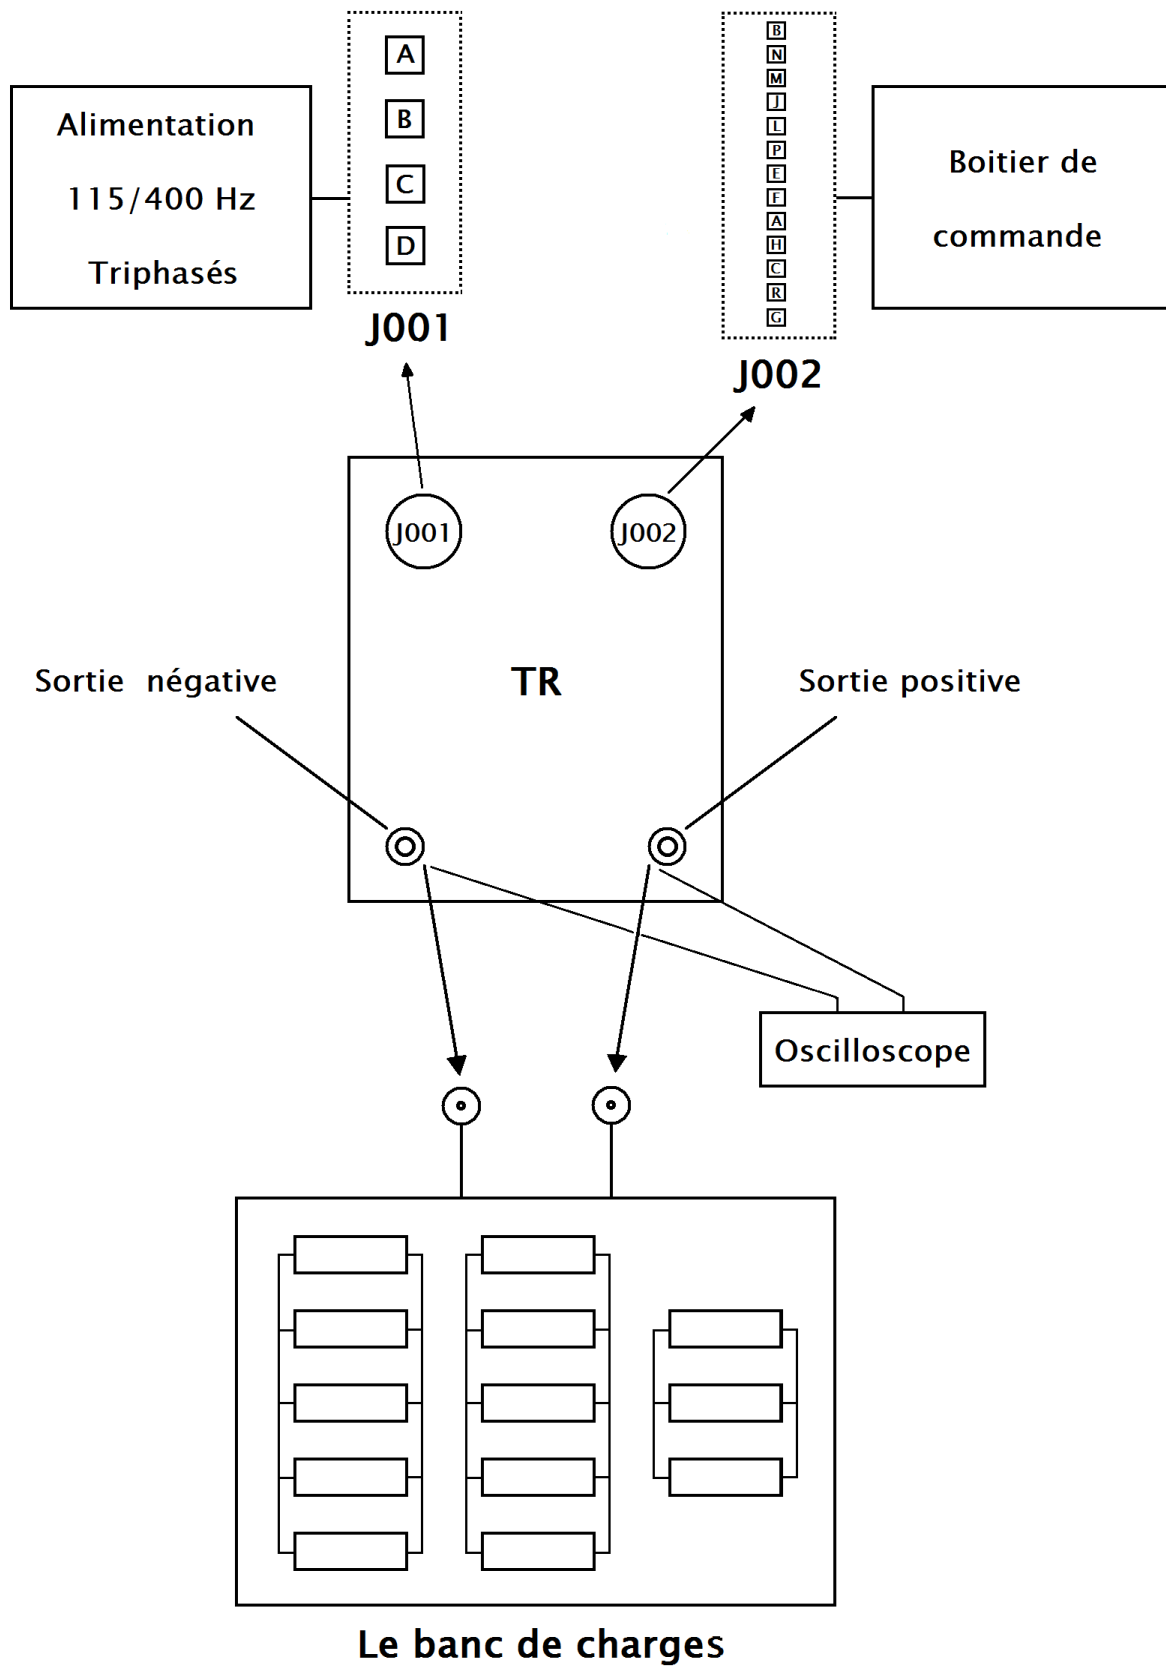 A
B
C
D
J001
Alimentation
115/400 Hz
Triphasés
B
N
M
J
L
P
E
F
A
H
C
R
G
J002
Boitier de
commande
J001
J002
TR
Sortie négative
Sortie positive
Oscilloscope
Le banc de charges